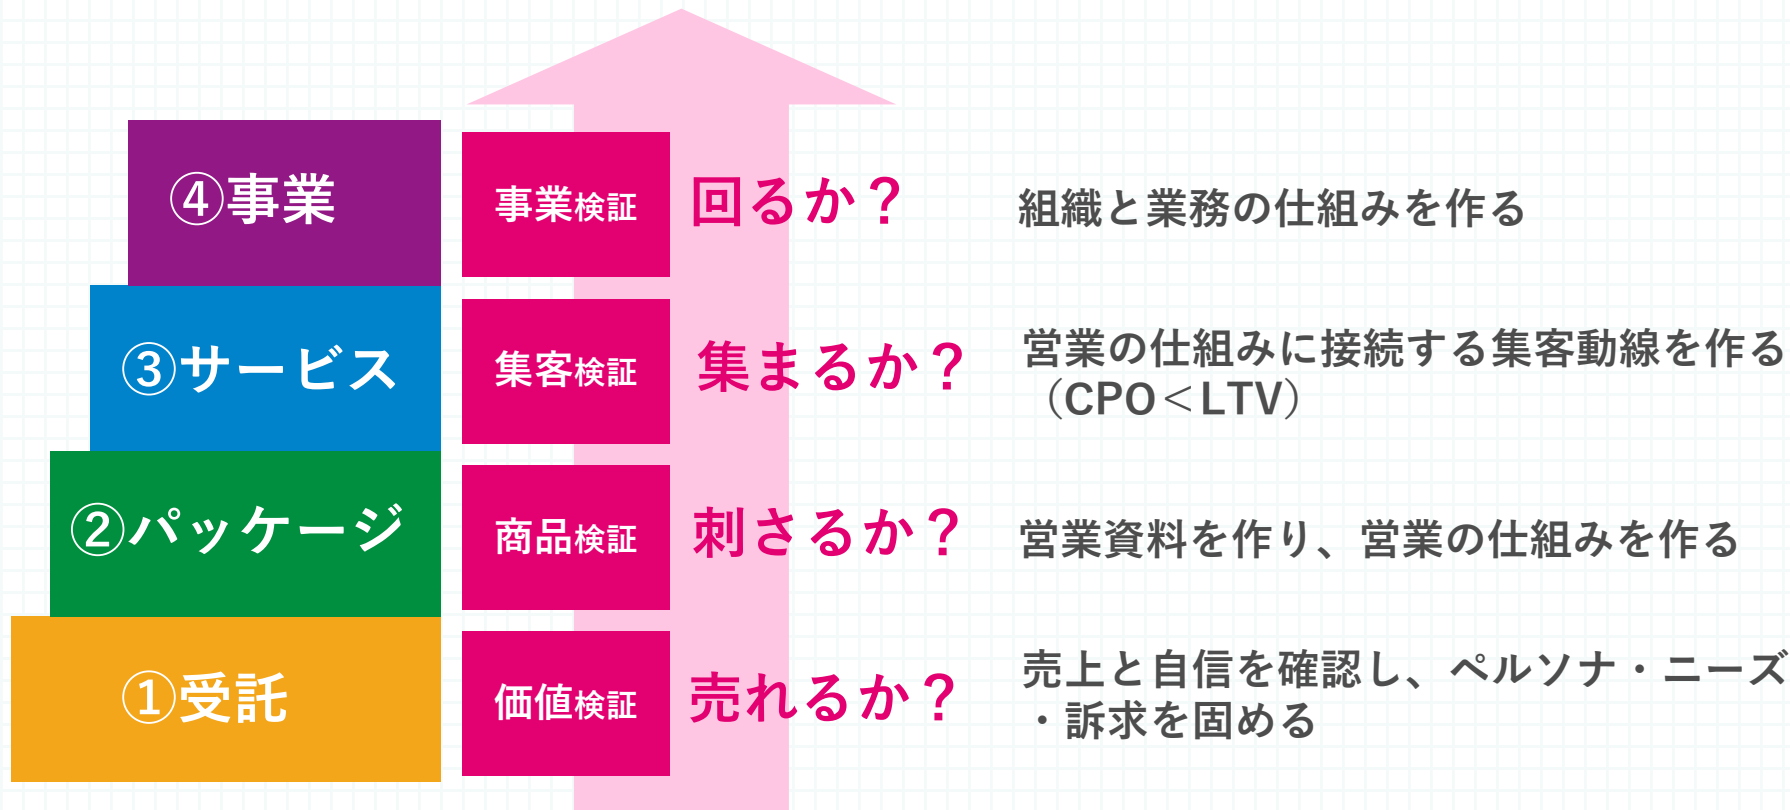 ④事業
事業検証
回るか？
組織と業務の仕組みを作る
③サービス
集客検証
集まるか？
営業の仕組みに接続する集客動線を作る
（CPO＜LTV）
②パッケージ
商品検証
刺さるか？
営業資料を作り、営業の仕組みを作る
①受託
価値検証
売れるか？
売上と自信を確認し、ペルソナ・ニーズ
・訴求を固める